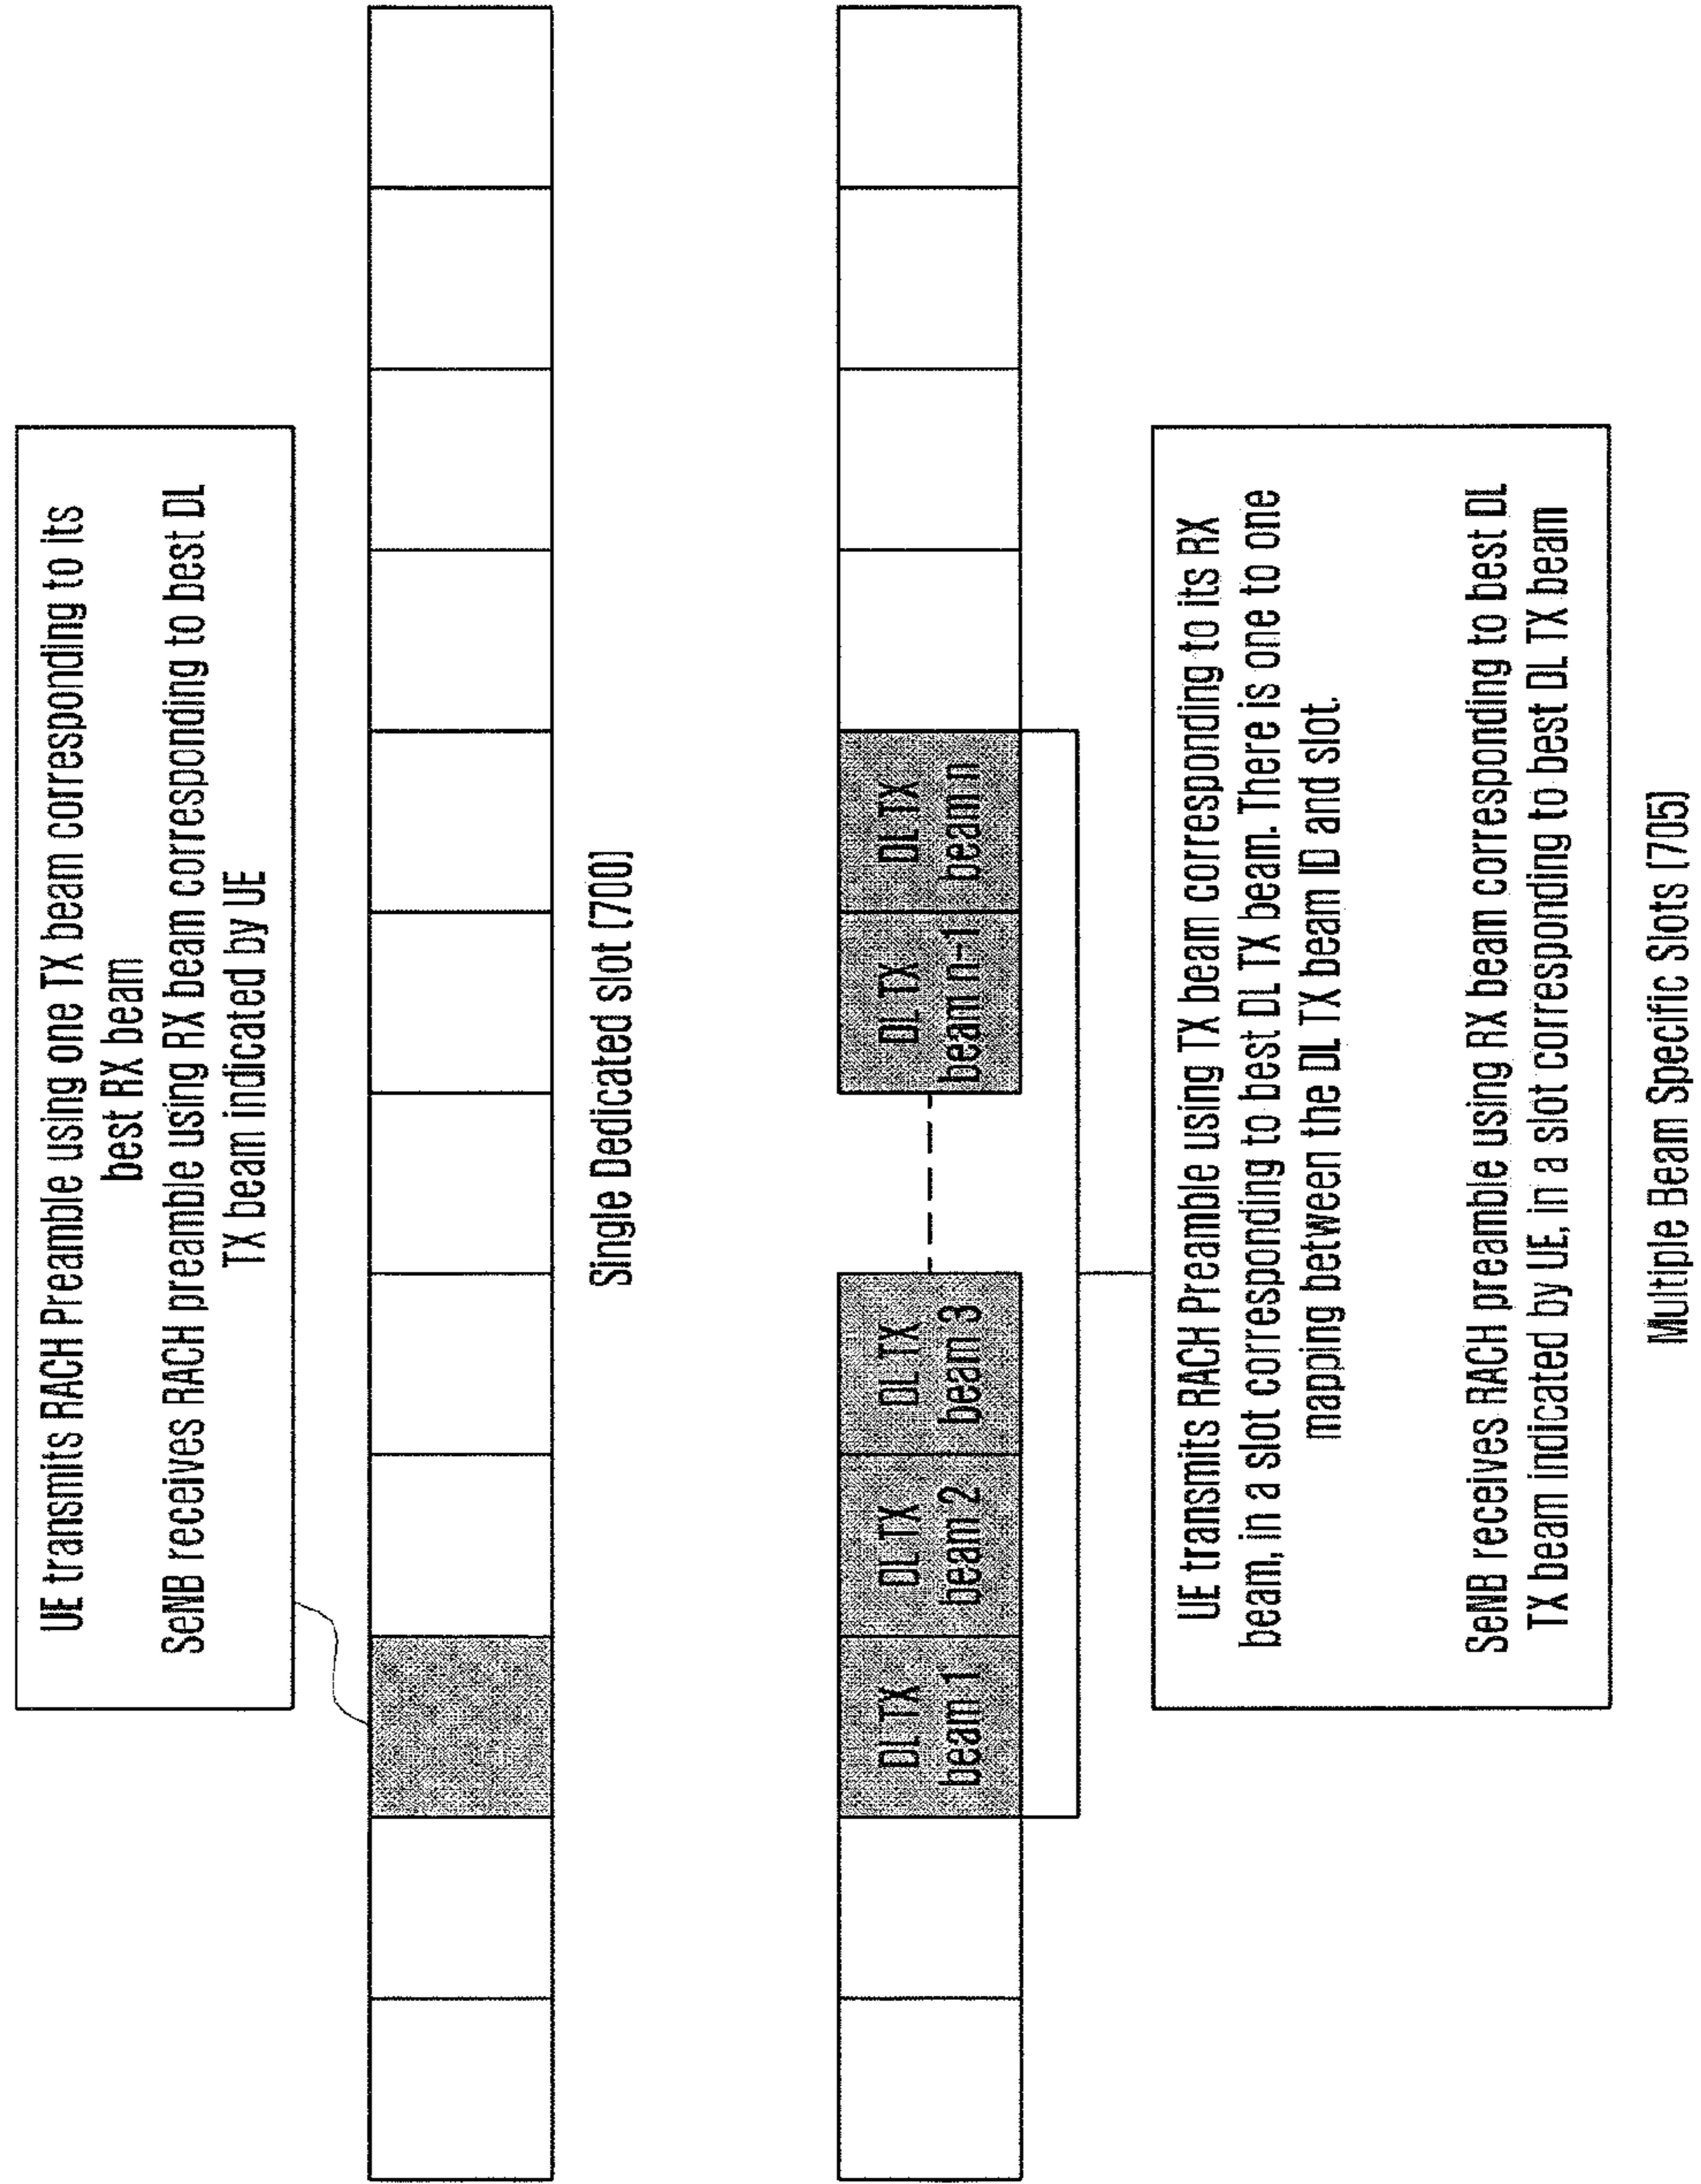 UE transmits RACH Preamble using one TX beam corresponding to its
best RX beam
SeNB receives RACH preamble using RX beam corresponding to best DL
TX beam indicated by UE
Single Dedicated slot (700)
DL TX
beam 1
DL TX
beam 2
DL TX
beam 3
DL TX
beam n-1
DL TX
beam n
UE transmits RACH Preamble using TX beam corresponding to its RX
beam, in a slot corresponding to best DL TX beam. There is one to one
mapping between the DL TX beam ID and slot.
SeNB receives RACH preamble using RX beam corresponding to best DL
TX beam indicated by UE, in a slot corresponding to best DL TX beam
Multiple Beam Specific Slots (705)